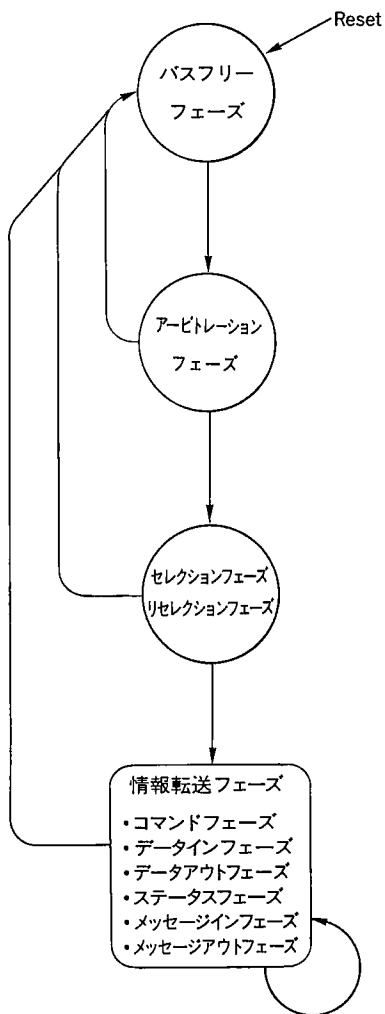 Reset
バスフリー
フェーズ
アービトレーション
フェーズ
セレクションフェーズ
リセレクションフェーズ
情報転送フェーズ
・コマンドフェーズ
・データインフェーズ
・データアウトフェーズ
・ステータスフェーズ
・メッセージインフェーズ
・メッセージアウトフェーズ